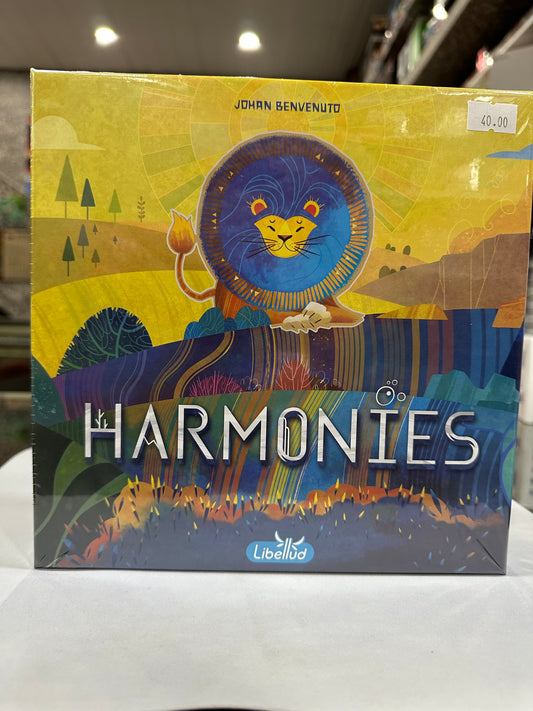 JOHAN BENVENUTO
40.00
HARMONIES
Libellud